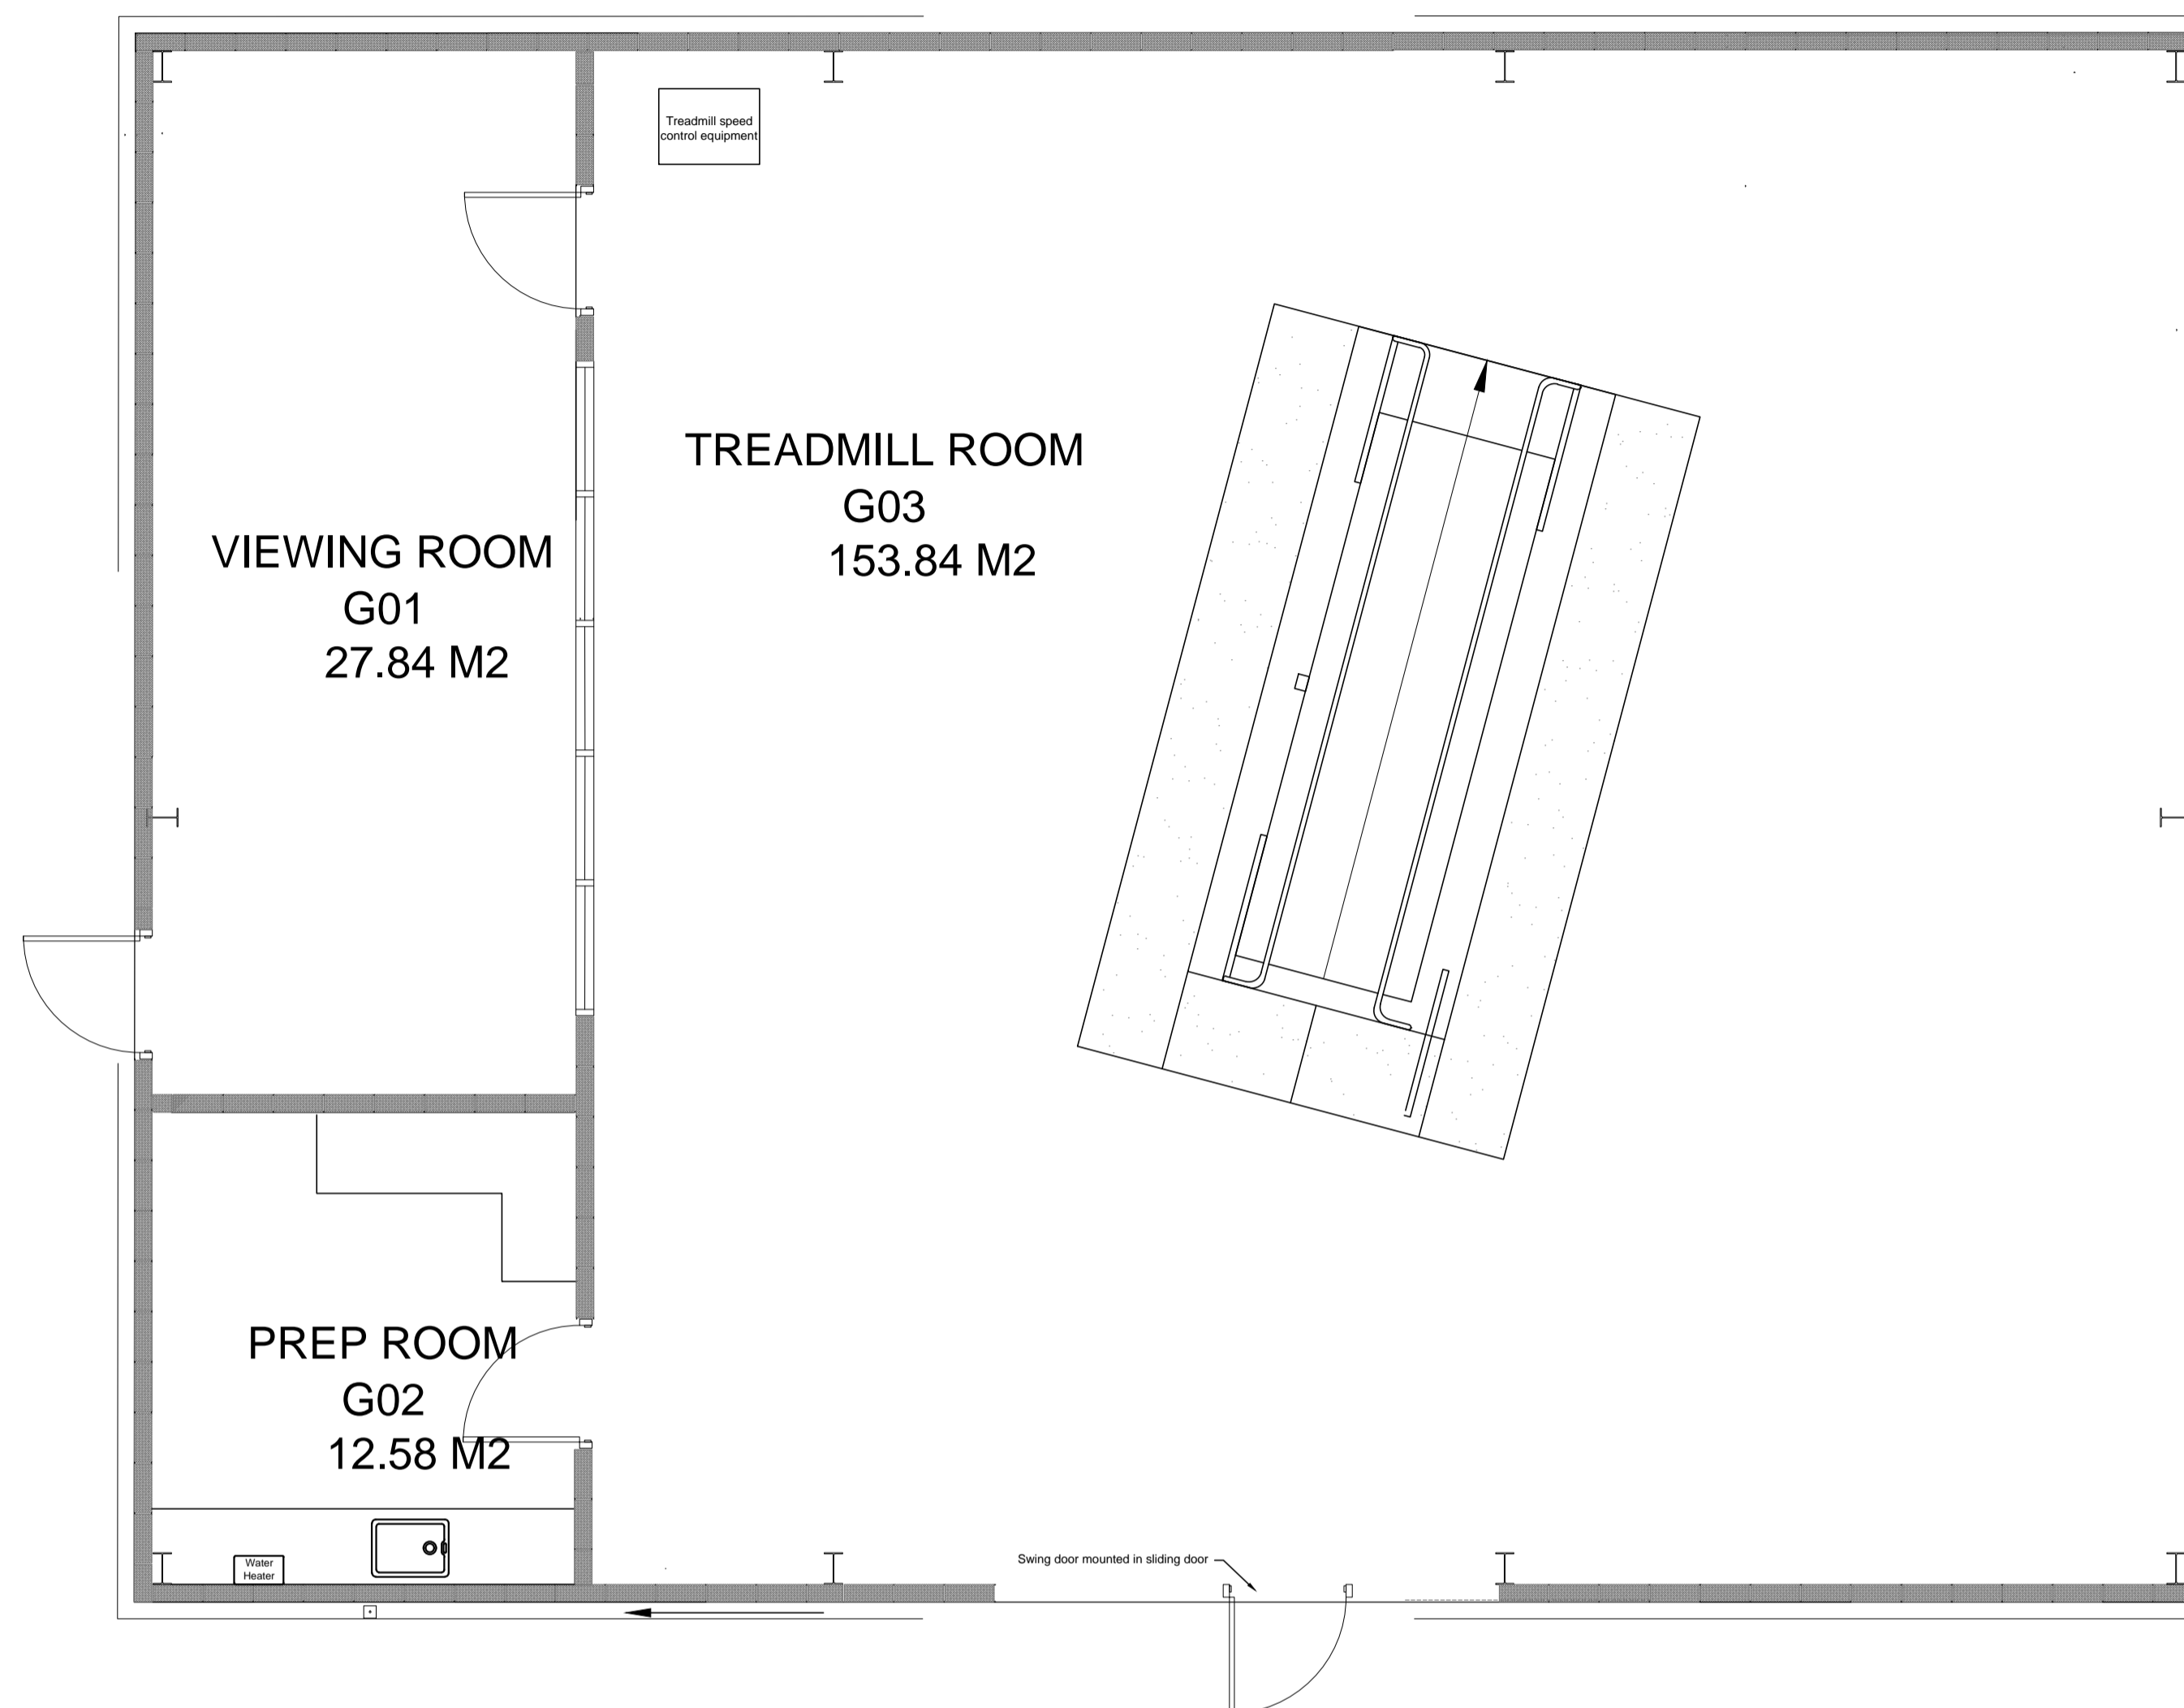 Treadmill speed
control equipment
TREADMILL ROOM
G03
153.84 M2
VIEWING ROOM
G01
27.84 M2
PREP ROOM
G02
12.58 M2
Water
Heater
Swing door mounted in sliding door